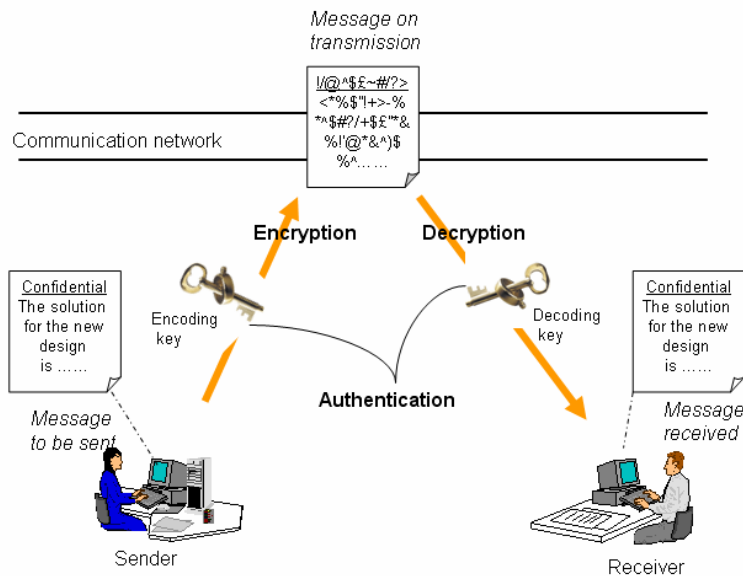 Message on
transmission
!/@^$£~#/?>
<*%$"!+>-%
*^$#?/+$£"*&
%!'@*&^)$
%^... ...
Communication network
Encryption
Decryption
Confidential
The solution
for the new
design
is ... ...
Encoding
key
Decoding
key
Confidential
The solution
for the new
design
is ... ...
Authentication
Message
to be sent
Message
received
Sender
Receiver